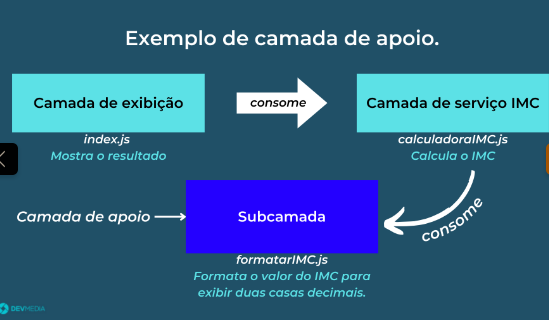 Exemplo de camada de apoio.
Camada de exibição
consome
Camada de serviço IMC
index.js
Mostra o resultado
calculadoraIMC.js
Calcula o IMC
Camada de apoio
Subcamada
consome
formatarIMC.js
Formata o valor do IMC para
exibir duas casas decimais.
DEVMEDIA